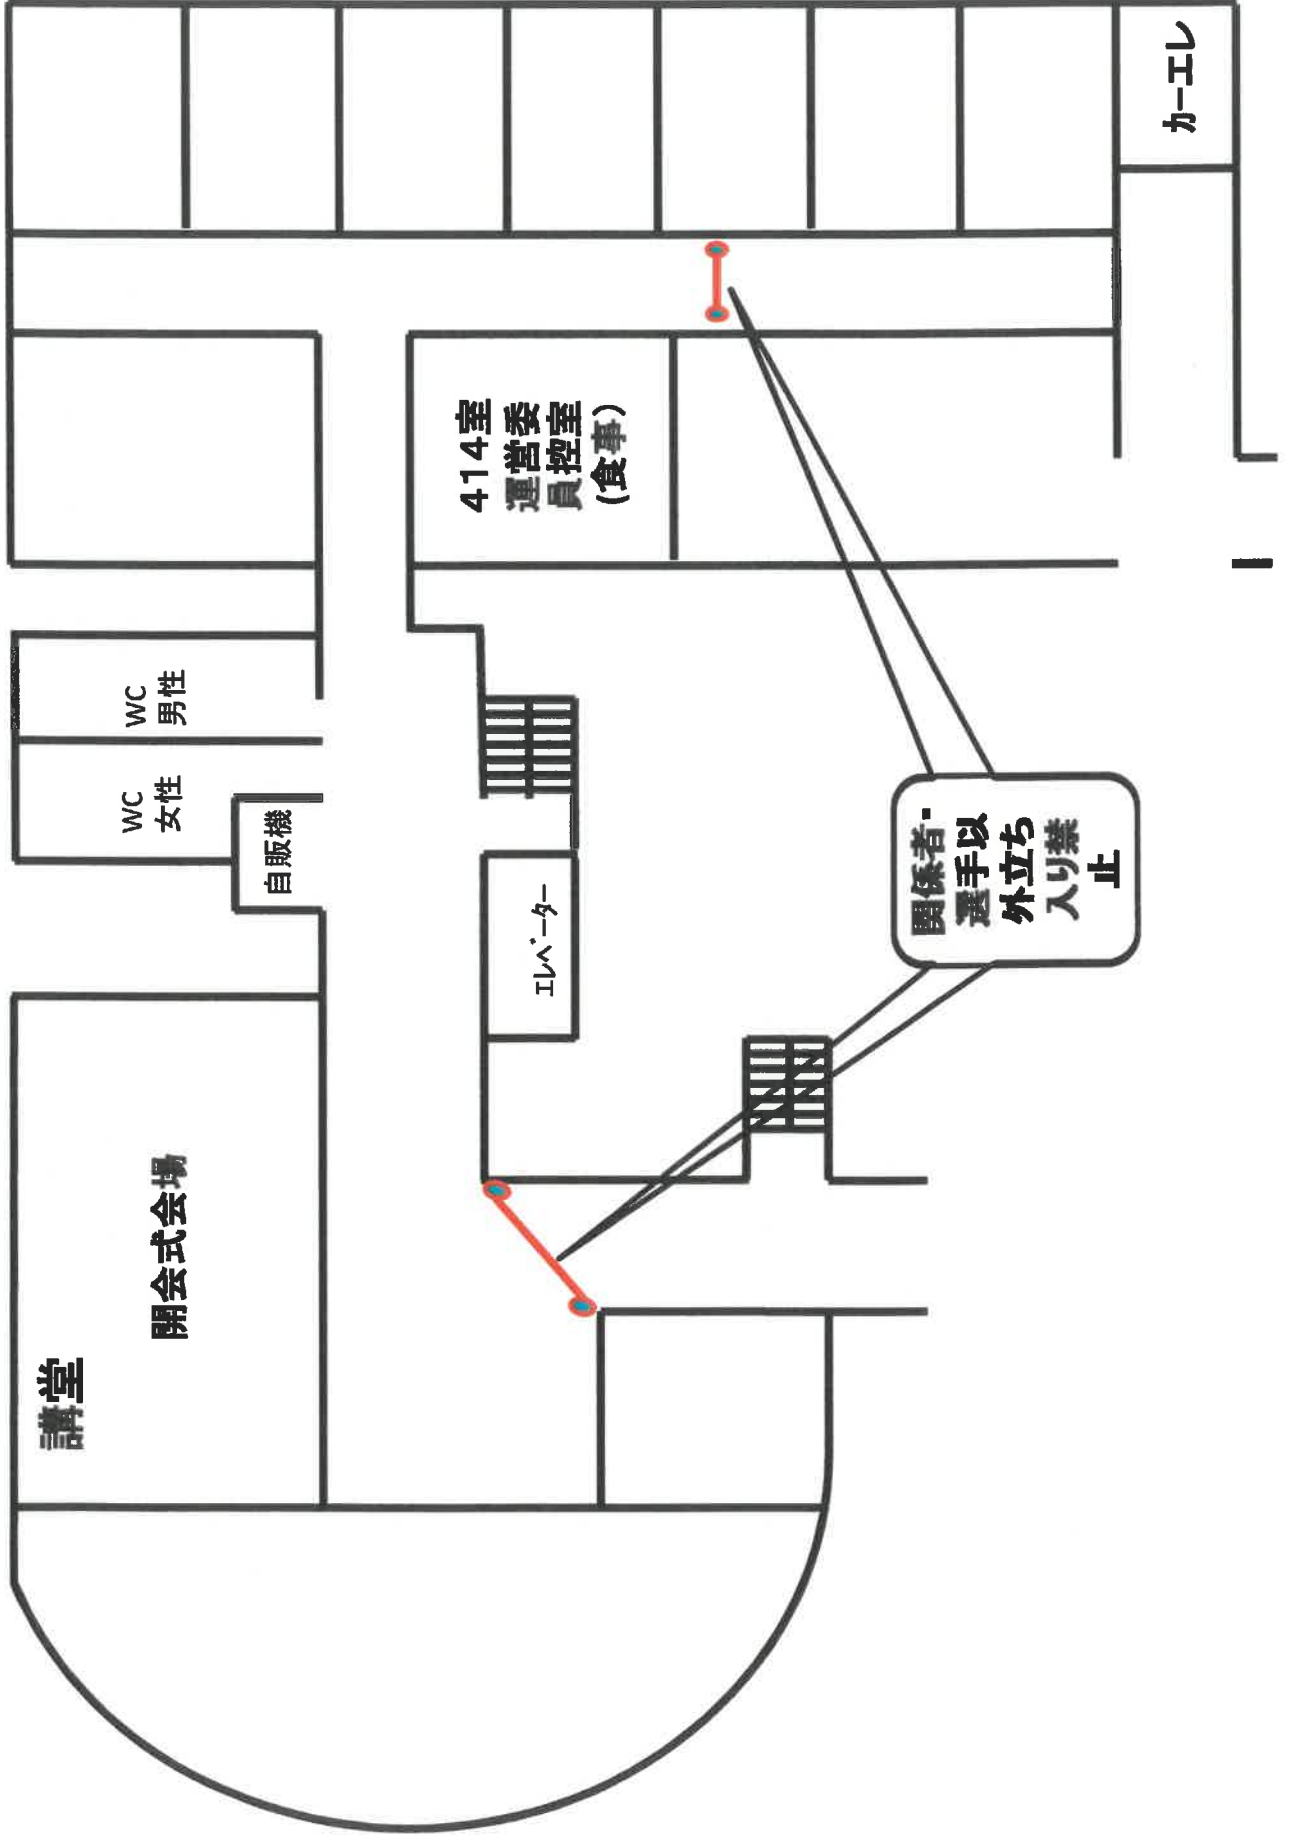 講堂
開会式会場
WC
女性
WC
男性
自販機
エレベーター
414室
運営委
員控室
(食事)
カーエレ
関係者・
選手以
外立ち
入り禁
止